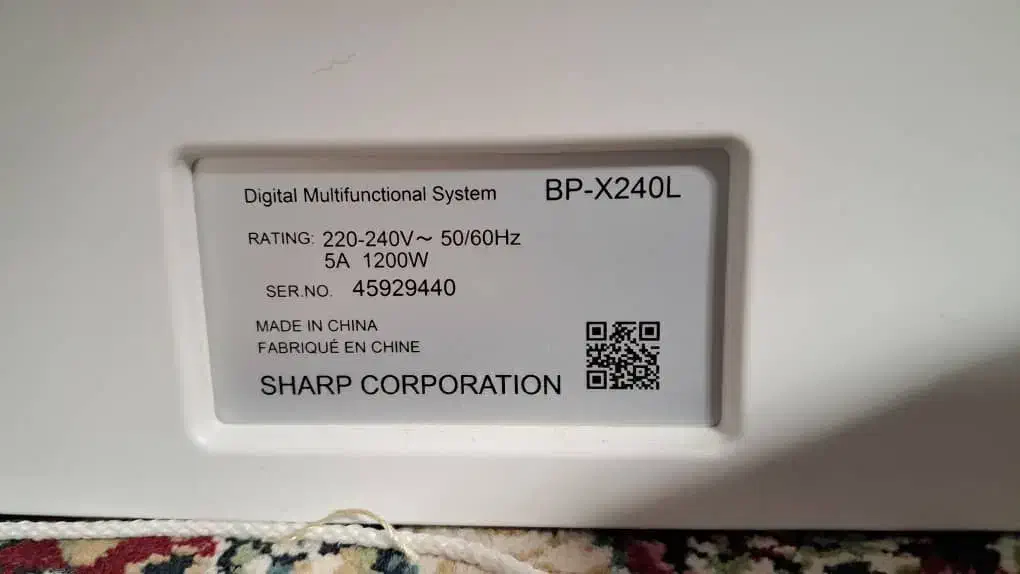 Digital Multifunctional System BP-X240L
RATING: 220-240V~ 50/60Hz
5A 1200W
SER.NO. 45929440
MADE IN CHINA
FABRIQUÉ EN CHINE
SHARP CORPORATION